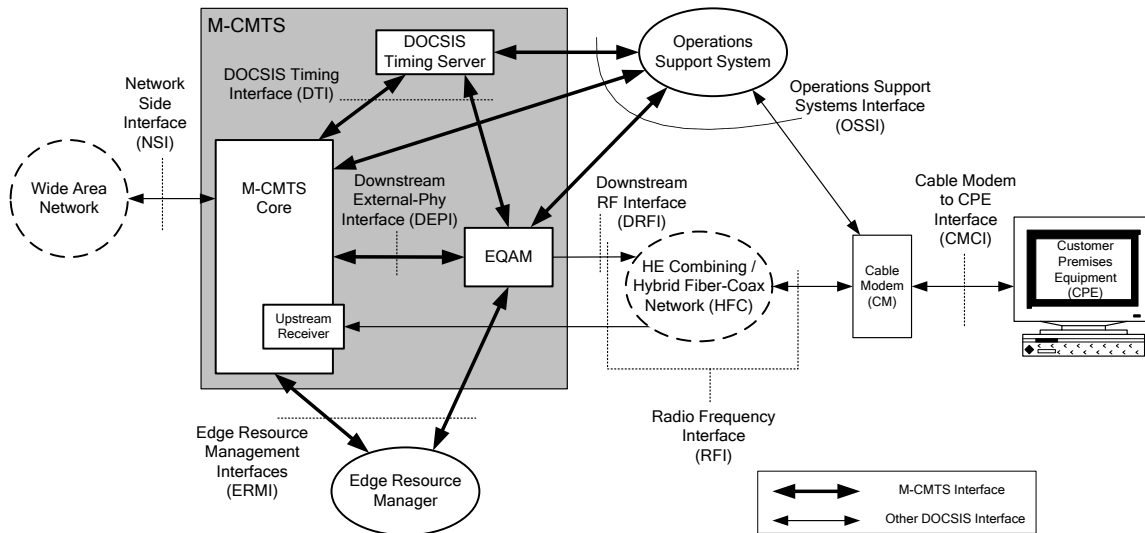 M-CMTS
DOCSIS
Timing Server
Operations
Support System
DOCSIS Timing
Interface (DTI)
Network
Side
Interface
(NSI)
Operations Support
Systems Interface
(OSSI)
Wide Area
Network
M-CMTS
Core
Downstream
External-Phy
Interface (DEPI)
Downstream
RF Interface
(DRFI)
Cable Modem
to CPE
Interface
(CMCI)
EQAM
HE Combining /
Hybrid Fiber-Coax
Network (HFC)
Cable
Modem
(CM)
Customer
Premises
Equipment
(CPE)
Upstream
Receiver
Edge Resource
Management
Interfaces
(ERMI)
Edge Resource
Manager
Radio Frequency
Interface
(RFI)
M-CMTS Interface
Other DOCSIS Interface